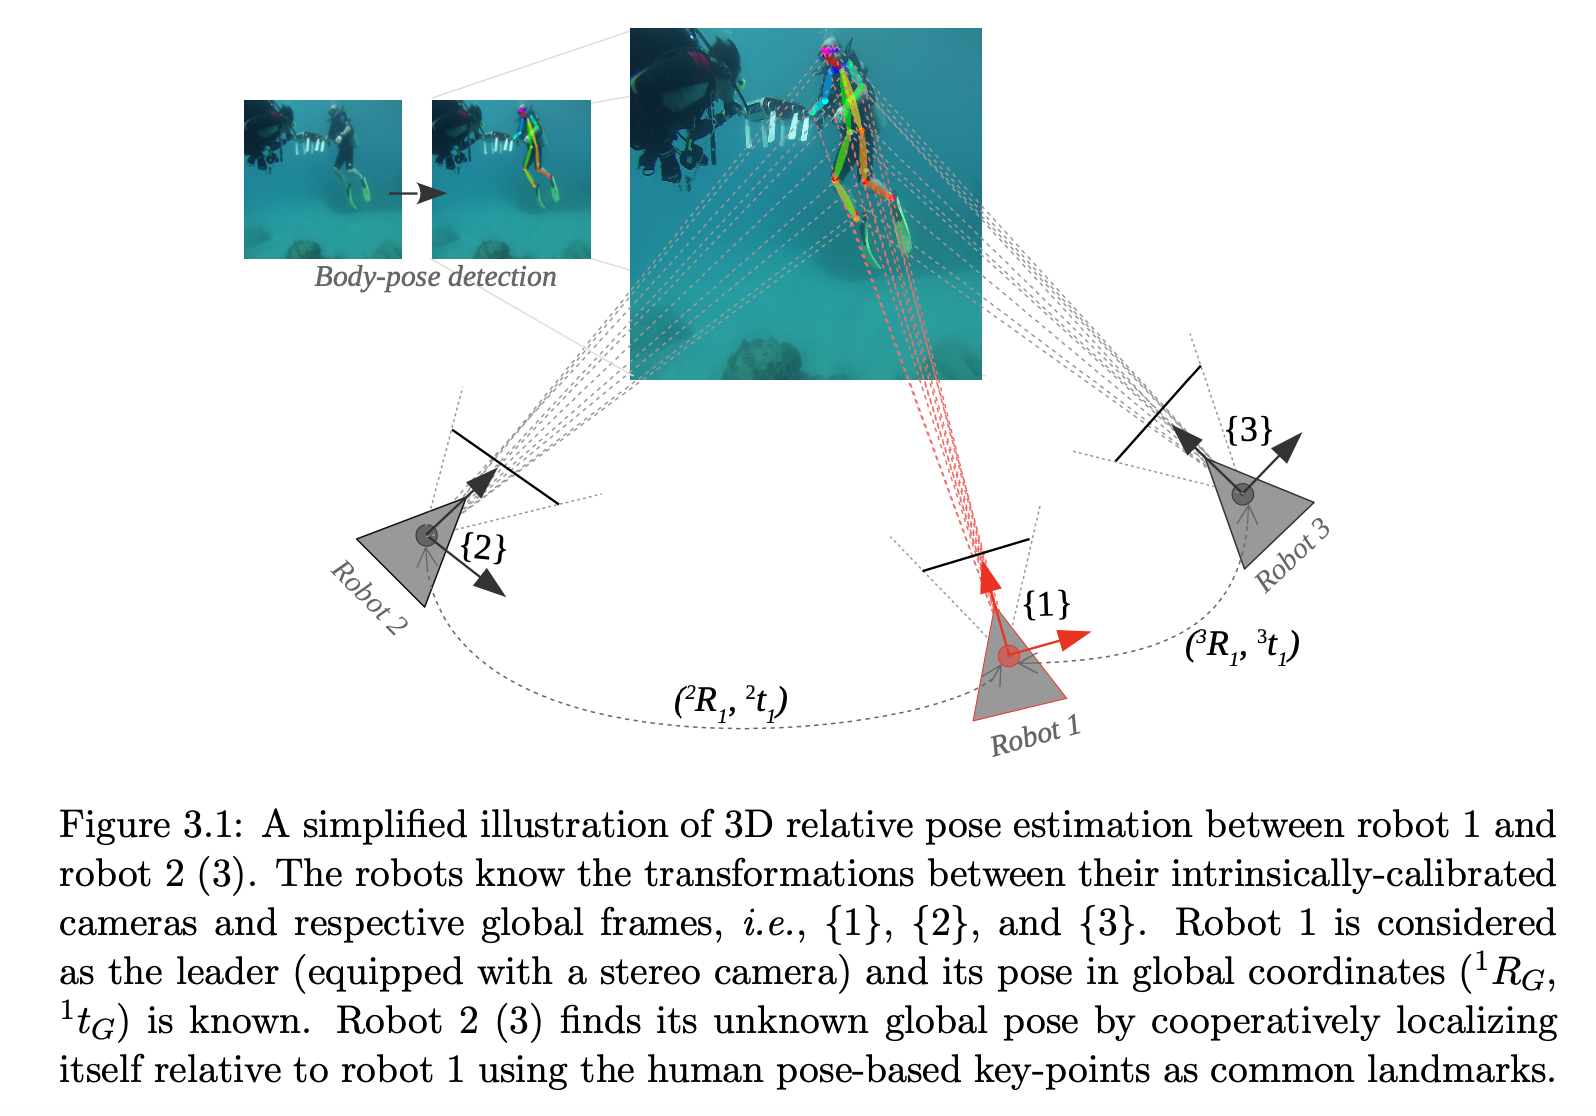 Body-pose detection
{3}
{2}
Robot 3
Robot 2
{1}
(³R₁, ³t₁)
(²R₁, ²t₁)
Robot 1
Figure 3.1: A simplified illustration of 3D relative pose estimation between robot 1 and
robot 2 (3). The robots know the transformations between their intrinsically-calibrated
cameras and respective global frames, i.e., {1}, {2}, and {3}. Robot 1 is considered
as the leader (equipped with a stereo camera) and its pose in global coordinates (¹R_G,
¹t_G) is known. Robot 2 (3) finds its unknown global pose by cooperatively localizing
itself relative to robot 1 using the human pose-based key-points as common landmarks.